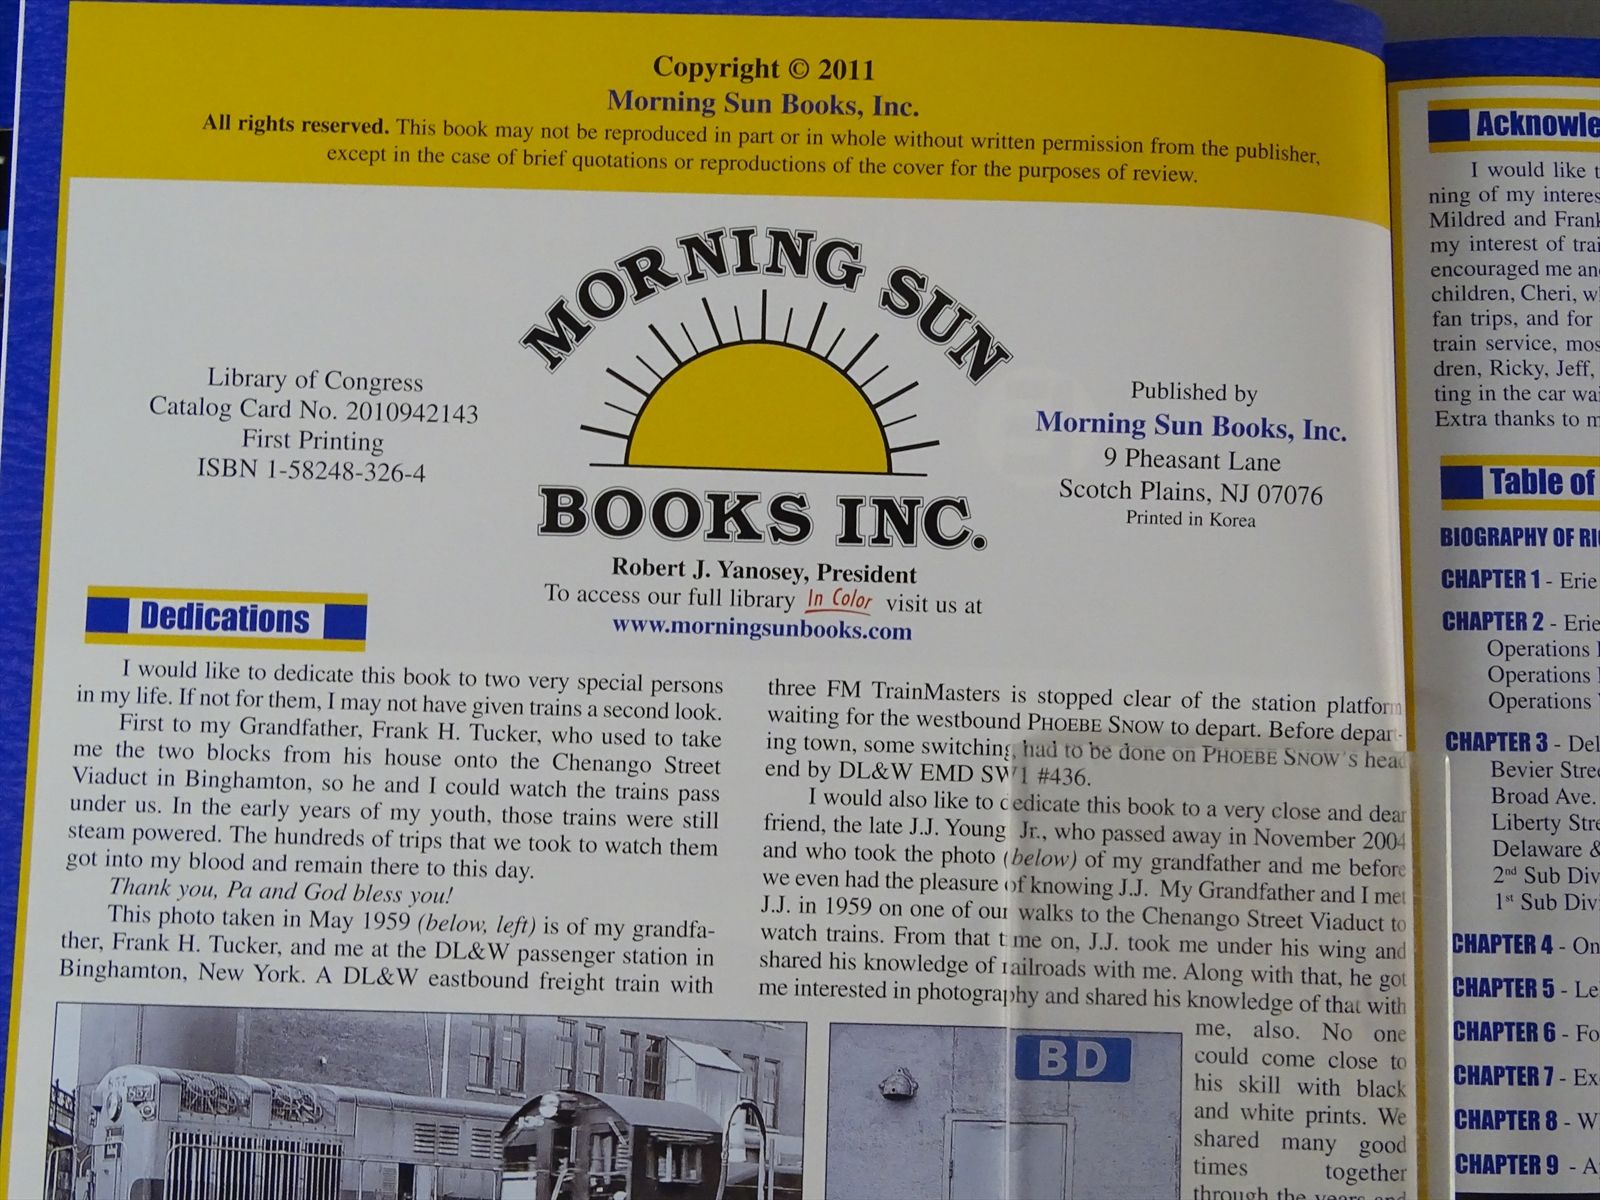 Copyright © 2011
Morning Sun Books, Inc.
All rights reserved. This book may not be reproduced in part or in whole without written permission from the publisher,
except in the case of brief quotations or reproductions of the cover for the purposes of review.
MORNING SUN
BOOKS INC.
Library of Congress
Catalog Card No. 2010942143
First Printing
ISBN 1-58248-326-4
Published by
Morning Sun Books, Inc.
9 Pheasant Lane
Scotch Plains, NJ 07076
Printed in Korea
Robert J. Yanosey, President
To access our full library In Color visit us at
www.morningsunbooks.com
Dedications
I would like to dedicate this book to two very special persons
in my life. If not for them, I may not have given trains a second look.
First to my Grandfather, Frank H. Tucker, who used to take
me the two blocks from his house onto the Chenango Street
Viaduct in Binghamton, so he and I could watch the trains pass
under us. In the early years of my youth, those trains were still
steam powered. The hundreds of trips that we took to watch them
got into my blood and remain there to this day.
Thank you, Pa and God bless you!
This photo taken in May 1959 (below, left) is of my grandfa-
ther, Frank H. Tucker, and me at the DL&W passenger station in
Binghamton, New York. A DL&W eastbound freight train with
three FM TrainMasters is stopped clear of the station platform
waiting for the westbound PHOEBE SNOW to depart. Before depart-
ing town, some switching had to be done on PHOEBE SNOW's head
end by DL&W EMD SW1 #436.
I would also like to dedicate this book to a very close and dear
friend, the late J.J. Young Jr., who passed away in November 2004
and who took the photo (below) of my grandfather and me before
we even had the pleasure of knowing J.J. My Grandfather and I met
J.J. in 1959 on one of our walks to the Chenango Street Viaduct to
watch trains. From that time on, J.J. took me under his wing and
shared his knowledge of railroads with me. Along with that, he got
me interested in photography and shared his knowledge of that with
me, also. No one
could come close to
his skill with black
and white prints. We
shared many good
times together
through the years and
BD
Acknowle
I would like t
ning of my interes
Mildred and Frank
my interest of trai
encouraged me an
children, Cheri, w
fan trips, and for
train service, mos
dren, Ricky, Jeff,
ting in the car wai
Extra thanks to m
Table of
BIOGRAPHY OF RI
CHAPTER 1 - Erie
CHAPTER 2 - Erie
Operations
Operations
Operations
CHAPTER 3 - Del
Bevier Stre
Broad Ave.
Liberty Stre
Delaware &
2nd Sub Div
1st Sub Div
CHAPTER 4 - On
CHAPTER 5 - Le
CHAPTER 6 - Fo
CHAPTER 7 - Ex
CHAPTER 8 - W
CHAPTER 9 - A